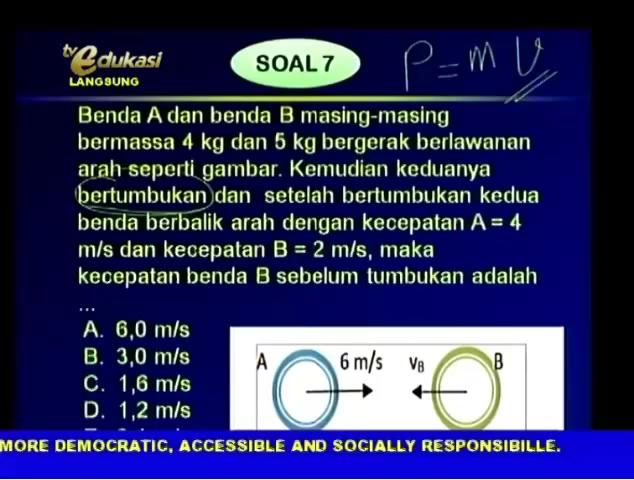 tv edukasi
LANGSUNG
SOAL 7
P = m v
Benda A dan benda B masing-masing
bermassa 4 kg dan 5 kg bergerak berlawanan
arah seperti gambar. Kemudian keduanya
bertumbukan dan setelah bertumbukan kedua
benda berbalik arah dengan kecepatan A = 4
m/s dan kecepatan B = 2 m/s, maka
kecepatan benda B sebelum tumbukan adalah
...
A. 6,0 m/s
B. 3,0 m/s
C. 1,6 m/s
D. 1,2 m/s
A 6 m/s vB B
MORE DEMOCRATIC, ACCESSIBLE AND SOCIALLY RESPONSIBILLE.